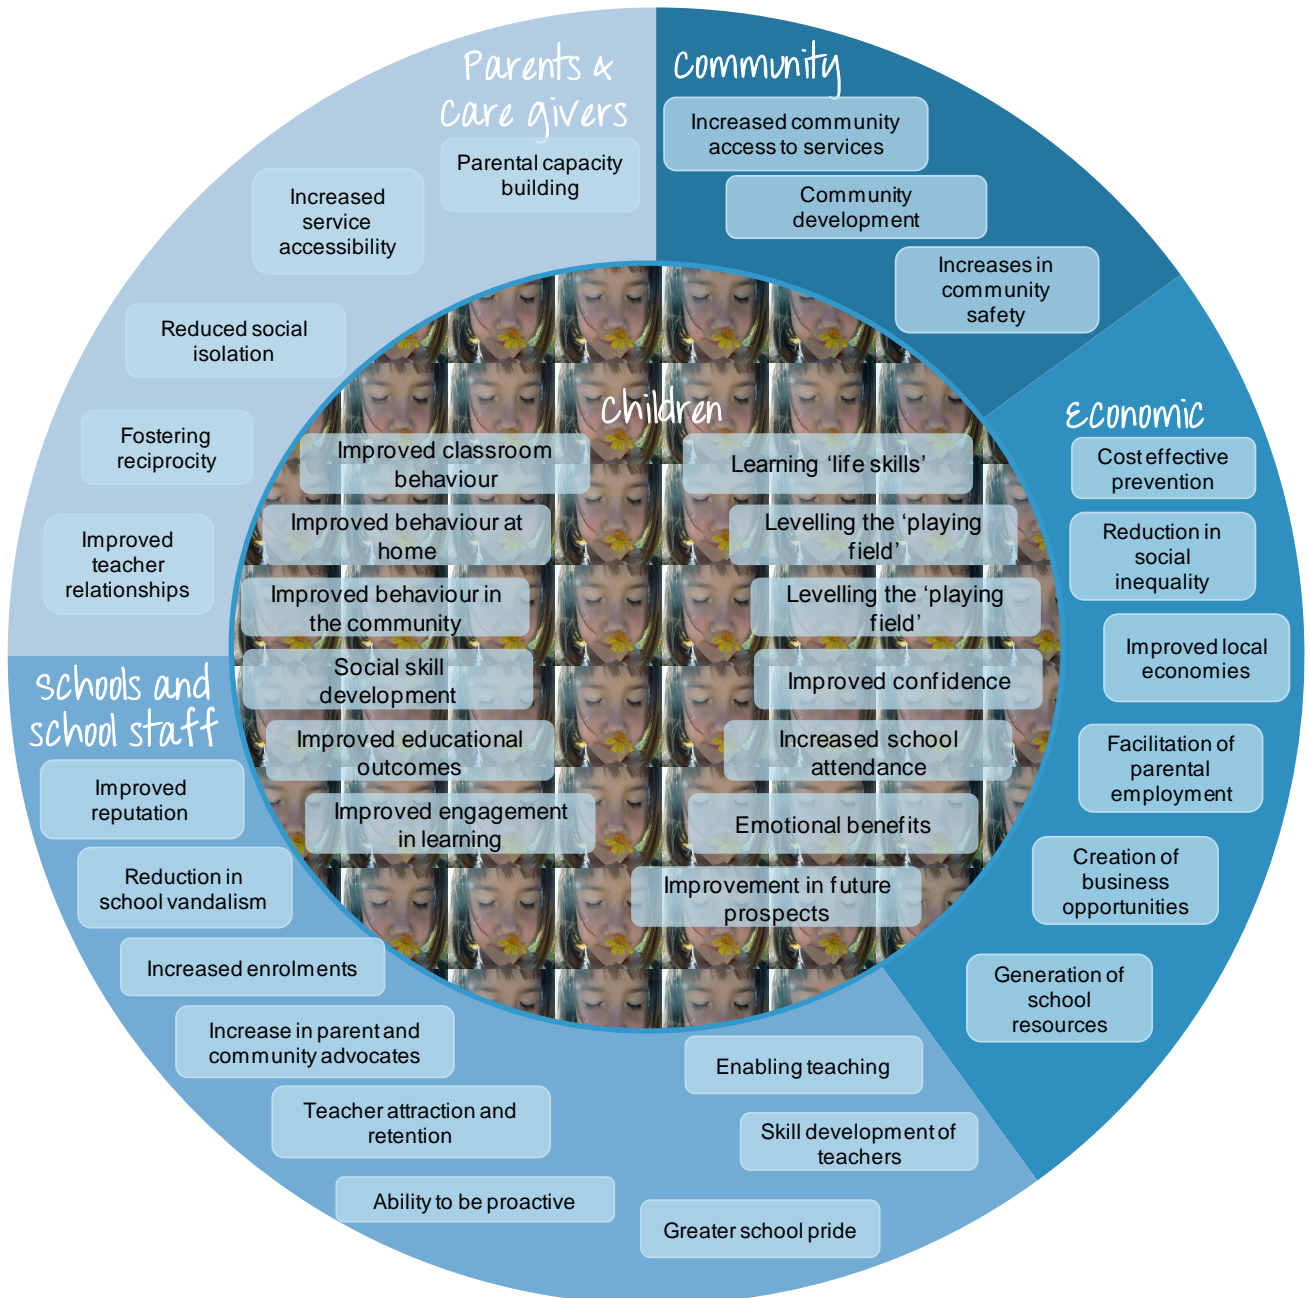 Parents &
Care givers
Parental capacity
building
Increased
service
accessibility
Reduced social
isolation
Fostering
reciprocity
Improved
teacher
relationships
Community
Increased community
access to services
Community
development
Increases in
community
safety
Economic
Cost effective
prevention
Reduction in
social
inequality
Improved local
economies
Facilitation of
parental
employment
Creation of
business
opportunities
Generation of
school
resources
Children
Improved classroom
behaviour
Improved behaviour at
home
Improved behaviour in
the community
Social skill
development
Improved educational
outcomes
Improved engagement
in learning
Learning ‘life skills’
Levelling the ‘playing
field’
Levelling the ‘playing
field’
Improved confidence
Increased school
attendance
Emotional benefits
Improvement in future
prospects
Schools and
school staff
Improved
reputation
Reduction in
school vandalism
Increased enrolments
Increase in parent and
community advocates
Teacher attraction and
retention
Ability to be proactive
Enabling teaching
Skill development of
teachers
Greater school pride